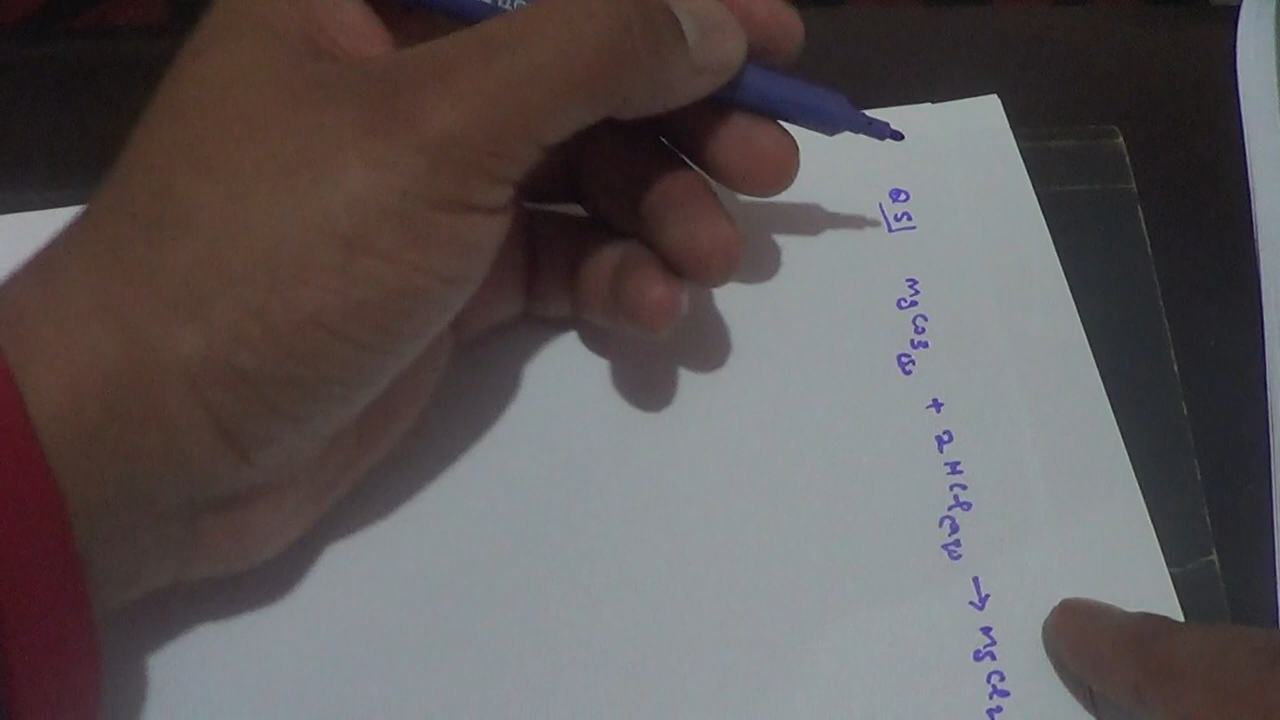 Q5
MgCO3(s) + 2HCl(aq) → MgCl2